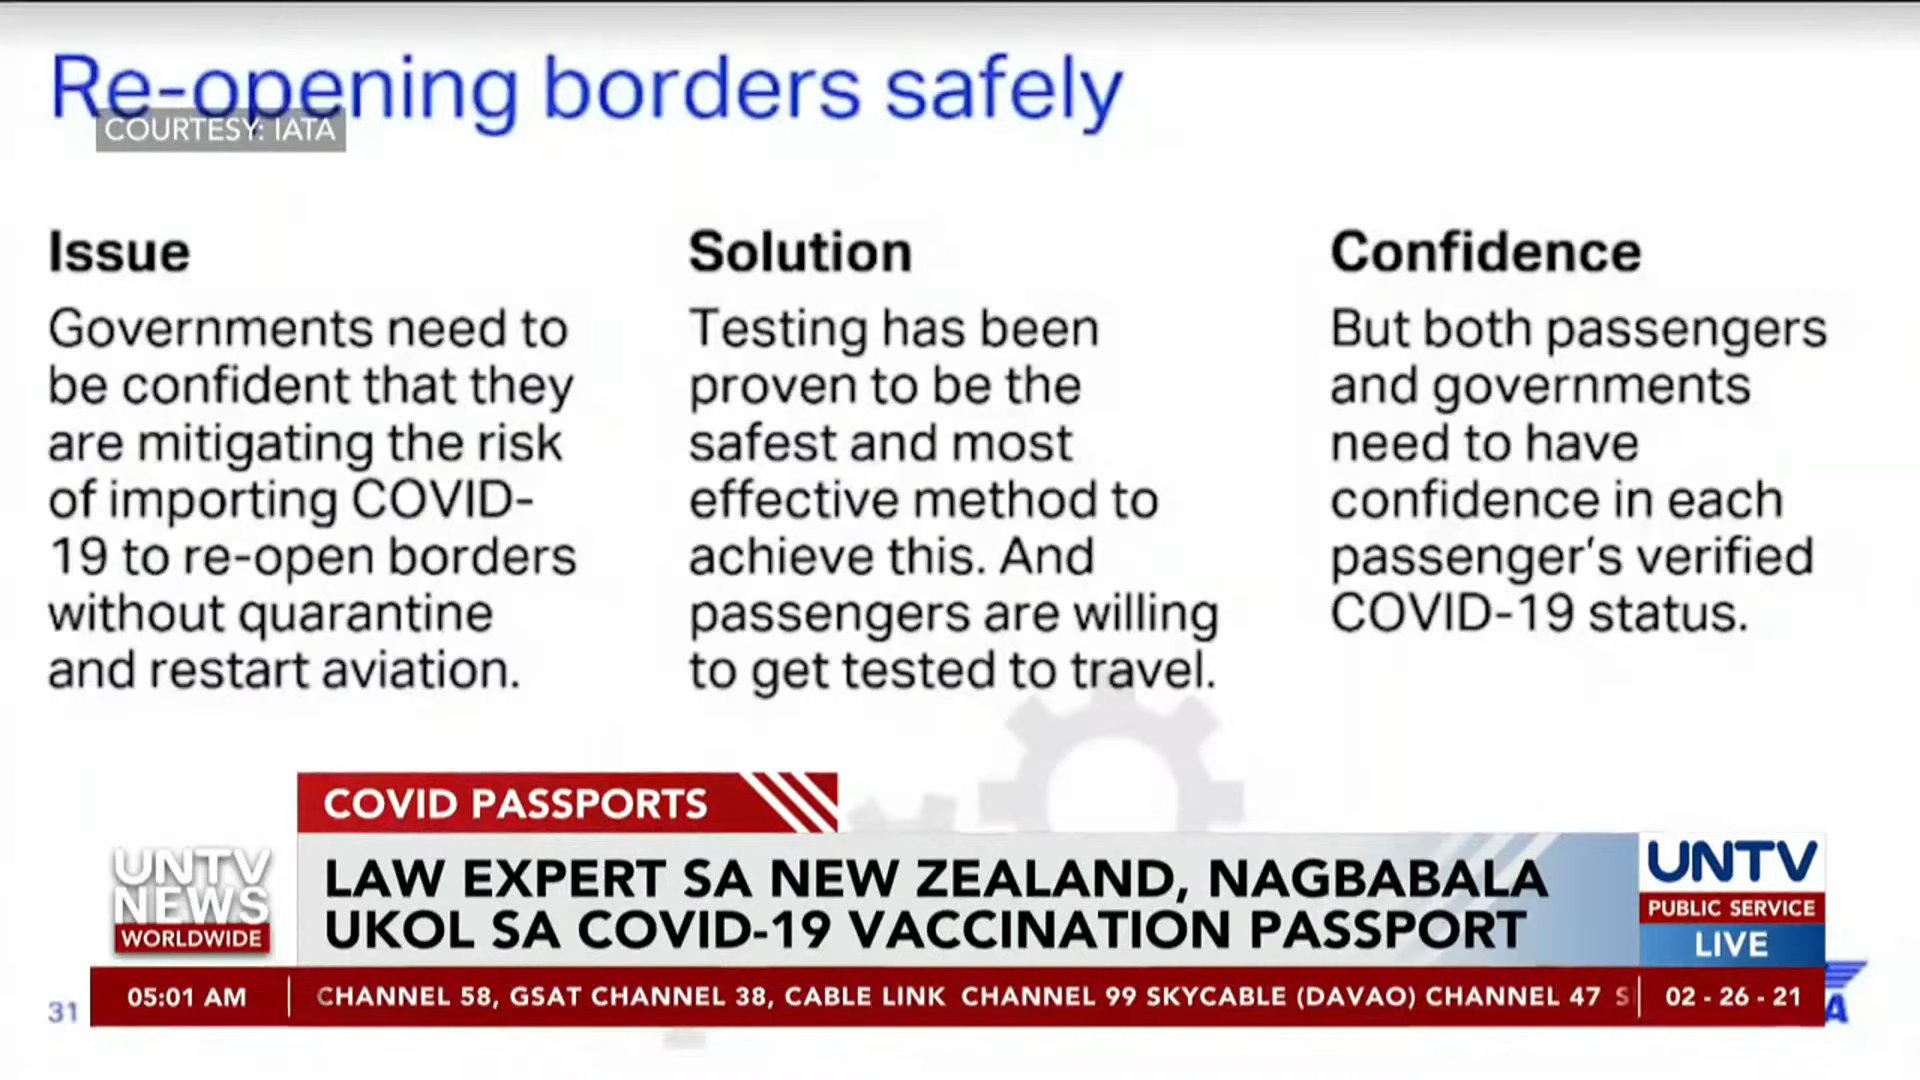 Re-opening borders safely
COURTESY: IATA
Issue
Governments need to
be confident that they
are mitigating the risk
of importing COVID-
19 to re-open borders
without quarantine
and restart aviation.
Solution
Testing has been
proven to be the
safest and most
effective method to
achieve this. And
passengers are willing
to get tested to travel.
Confidence
But both passengers
and governments
need to have
confidence in each
passenger's verified
COVID-19 status.
COVID PASSPORTS
LAW EXPERT SA NEW ZEALAND, NAGBABALA
UKOL SA COVID-19 VACCINATION PASSPORT
UNTV
NEWS
WORLDWIDE
UNTV
PUBLIC SERVICE
LIVE
31
05:01 AM
CHANNEL 58, GSAT CHANNEL 38, CABLE LINK CHANNEL 99 SKYCABLE (DAVAO) CHANNEL 47
02 - 26 - 21